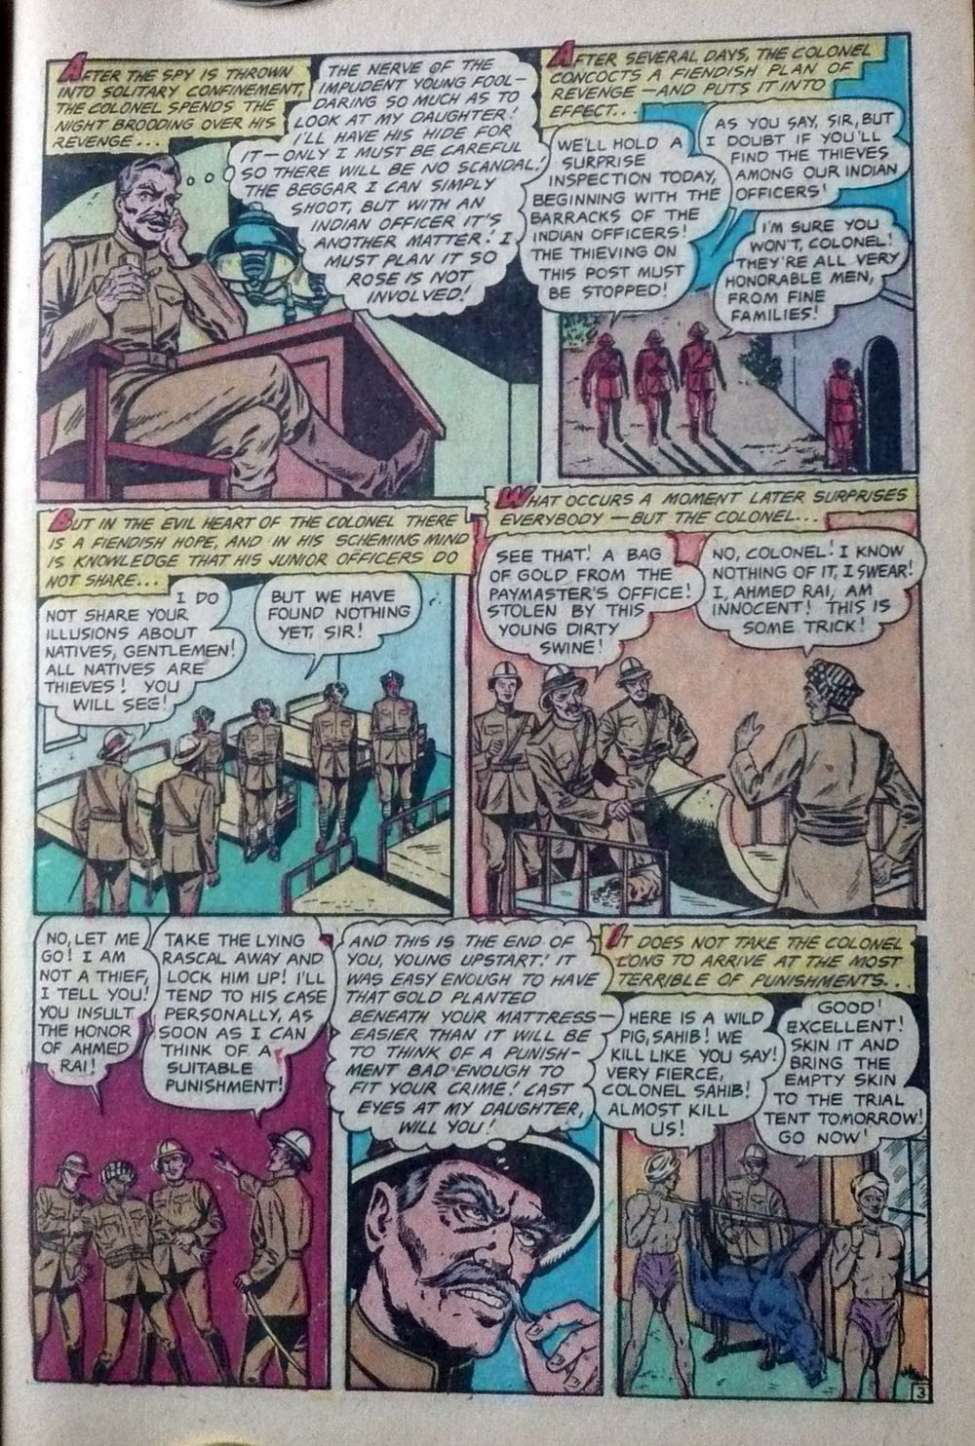 AFTER THE SPY IS THROWN
INTO SOLITARY CONFINEMENT,
THE COLONEL SPENDS THE
NIGHT BROODING OVER HIS
REVENGE...
THE NERVE OF THE
IMPUDENT YOUNG FOOL—
DARING SO MUCH AS TO
LOOK AT MY DAUGHTER!
I'LL HAVE HIS HIDE FOR
IT—ONLY I MUST BE CAREFUL
SO THERE WILL BE NO SCANDAL!
THE BEGGAR I CAN SIMPLY
SHOOT, BUT WITH AN
INDIAN OFFICER IT'S
ANOTHER MATTER! I
MUST PLAN IT SO
ROSE IS NOT
INVOLVED!
AFTER SEVERAL DAYS, THE COLONEL
CONCOCTS A FIENDISH PLAN OF
REVENGE—AND PUTS IT INTO
EFFECT...
WE'LL HOLD A
SURPRISE
INSPECTION TODAY,
BEGINNING WITH THE
BARRACKS OF THE
INDIAN OFFICERS!
THE THIEVING ON
THIS POST MUST
BE STOPPED!
AS YOU SAY, SIR, BUT
I DOUBT IF YOU'LL
FIND THE THIEVES
AMONG OUR INDIAN
OFFICERS!
I'M SURE YOU
WON'T, COLONEL!
THEY'RE ALL VERY
HONORABLE MEN,
FROM FINE
FAMILIES!
BUT IN THE EVIL HEART OF THE COLONEL THERE
IS A FIENDISH HOPE, AND IN HIS SCHEMING MIND
IS KNOWLEDGE THAT HIS JUNIOR OFFICERS DO
NOT SHARE...
I DO
NOT SHARE YOUR
ILLUSIONS ABOUT
NATIVES, GENTLEMEN!
ALL NATIVES ARE
THIEVES! YOU
WILL SEE!
BUT WE HAVE
FOUND NOTHING
YET, SIR!
WHAT OCCURS A MOMENT LATER SURPRISES
EVERYBODY—BUT THE COLONEL...
SEE THAT! A BAG
OF GOLD FROM THE
PAYMASTER'S OFFICE!
STOLEN BY THIS
YOUNG DIRTY
SWINE!
NO, COLONEL! I KNOW
NOTHING OF IT, I SWEAR!
I, AHMED RAI, AM
INNOCENT! THIS IS
SOME TRICK!
NO, LET ME
GO! I AM
NOT A THIEF,
I TELL YOU!
YOU INSULT
THE HONOR
OF AHMED
RAI!
TAKE THE LYING
RASCAL AWAY AND
LOCK HIM UP! I'LL
TEND TO HIS CASE
PERSONALLY, AS
SOON AS I CAN
THINK OF A
SUITABLE
PUNISHMENT!
AND THIS IS THE END OF
YOU, YOUNG UPSTART! IT
WAS EASY ENOUGH TO HAVE
THAT GOLD PLANTED
BENEATH YOUR MATTRESS—
EASIER THAN IT WILL BE
TO THINK OF A PUNISH-
MENT BAD ENOUGH TO
FIT YOUR CRIME! CAST
EYES AT MY DAUGHTER,
WILL YOU!
IT DOES NOT TAKE THE COLONEL
LONG TO ARRIVE AT THE MOST
TERRIBLE OF PUNISHMENTS...
HERE IS A WILD
PIG, SAHIB! WE
KILL LIKE YOU SAY!
VERY FIERCE,
COLONEL SAHIB!
ALMOST KILL
US!
GOOD!
EXCELLENT!
SKIN IT AND
BRING THE
EMPTY SKIN
TO THE TRIAL
TENT TOMORROW!
GO NOW!
3